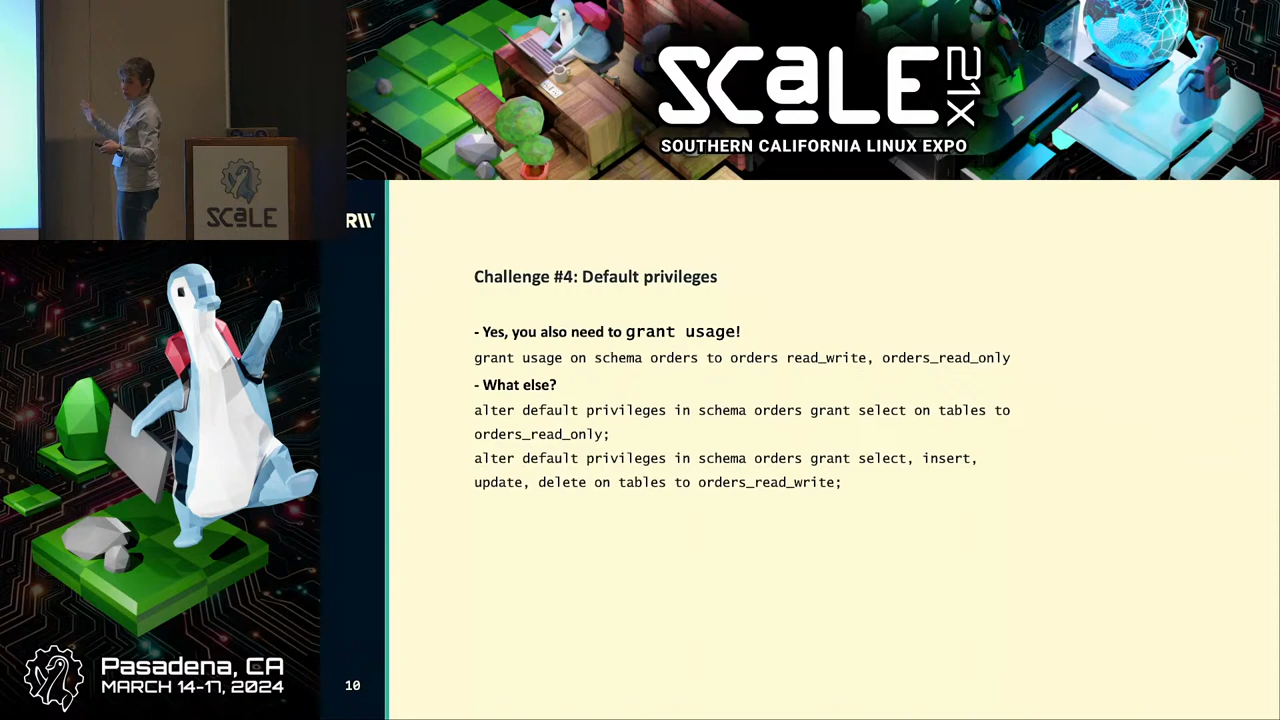 SCALE 21X
SOUTHERN CALIFORNIA LINUX EXPO
SCALE
RW
Challenge #4: Default privileges
- Yes, you also need to grant usage!
grant usage on schema orders to orders read_write, orders_read_only
- What else?
alter default privileges in schema orders grant select on tables to
orders_read_only;
alter default privileges in schema orders grant select, insert,
update, delete on tables to orders_read_write;
Pasadena, CA
MARCH 14-17, 2024
10